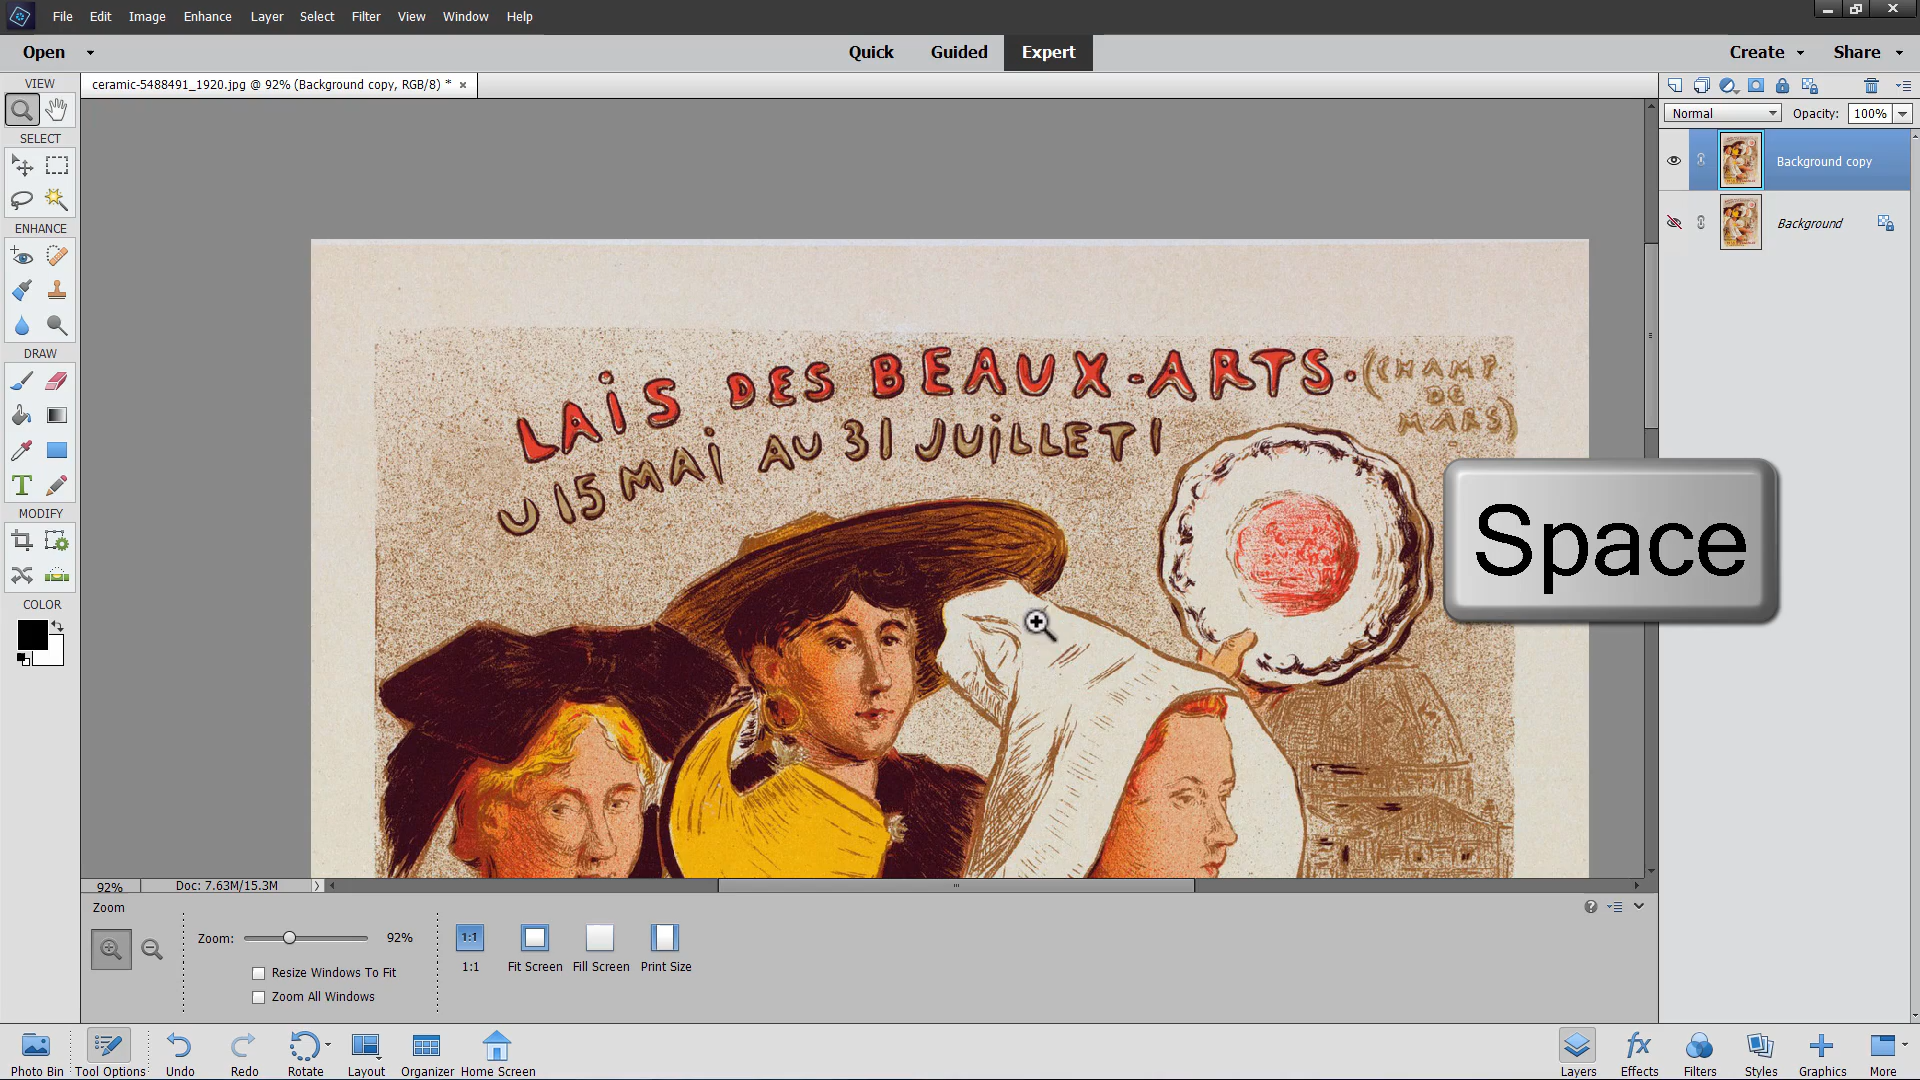 File Edit Image Enhance Layer Select Filter View Window Help
Open Quick Guided Expert Create Share
VIEW
ceramic-5488491_1920.jpg @ 92% (Background copy, RGB/8) *
Normal Opacity: 100%
SELECT
Background copy
Background
ENHANCE
DRAW
MODIFY
COLOR
LAIS DES BEAUX-ARTS. (CHAMP
DE
MARS)
U 15 MAI AU 31 JUILLET!
Space
92% Doc: 7.63M/15.3M
Zoom
Zoom: 92%
1:1
1:1 Fit Screen Fill Screen Print Size
Resize Windows To Fit
Zoom All Windows
Photo Bin Tool Options Undo Redo Rotate Layout Organizer Home Screen
fx
Layers Effects Filters Styles Graphics More